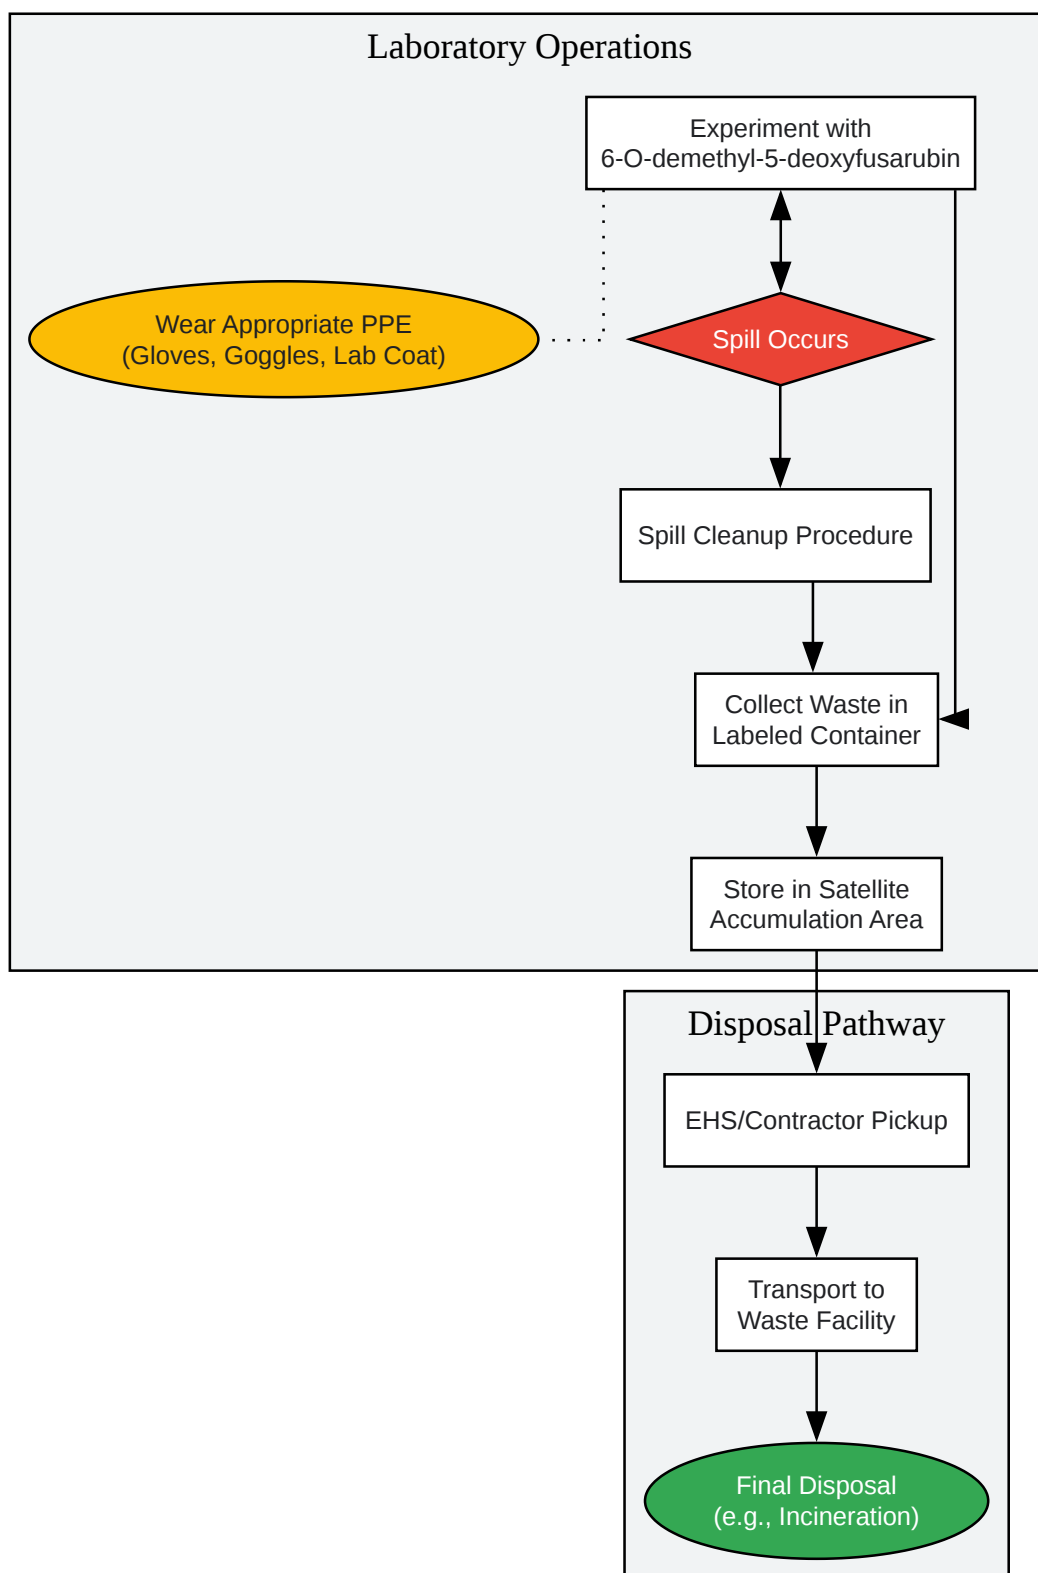 Laboratory Operations
Experiment with
6-O-demethyl-5-deoxyfusarubin
Wear Appropriate PPE
(Gloves, Goggles, Lab Coat)
Spill Occurs
Spill Cleanup Procedure
Collect Waste in
Labeled Container
Store in Satellite
Accumulation Area
Disposal Pathway
EHS/Contractor Pickup
Transport to
Waste Facility
Final Disposal
(e.g., Incineration)